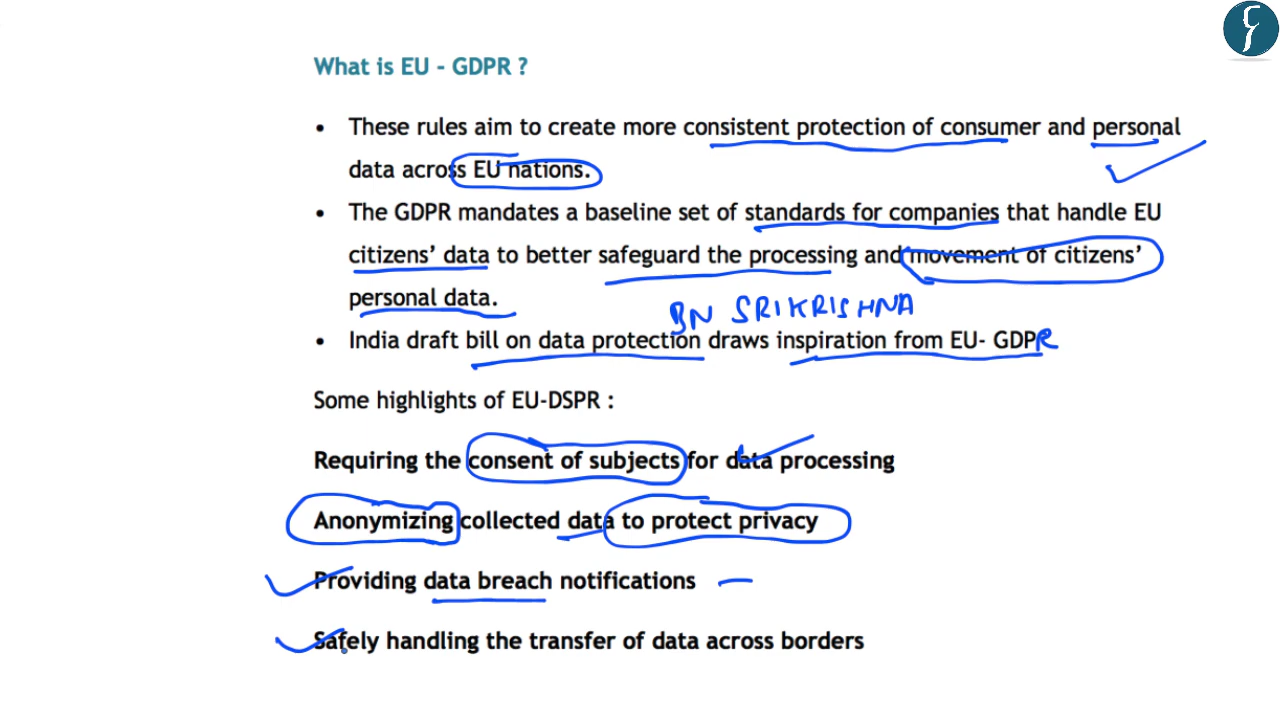 What is EU - GDPR ?
• These rules aim to create more consistent protection of consumer and personal
data across EU nations.
• The GDPR mandates a baseline set of standards for companies that handle EU
citizens’ data to better safeguard the processing and movement of citizens’
personal data.
BN SRIKRISHNA
• India draft bill on data protection draws inspiration from EU- GDPR
Some highlights of EU-DSPR :
Requiring the consent of subjects for data processing
Anonymizing collected data to protect privacy
Providing data breach notifications
Safely handling the transfer of data across borders